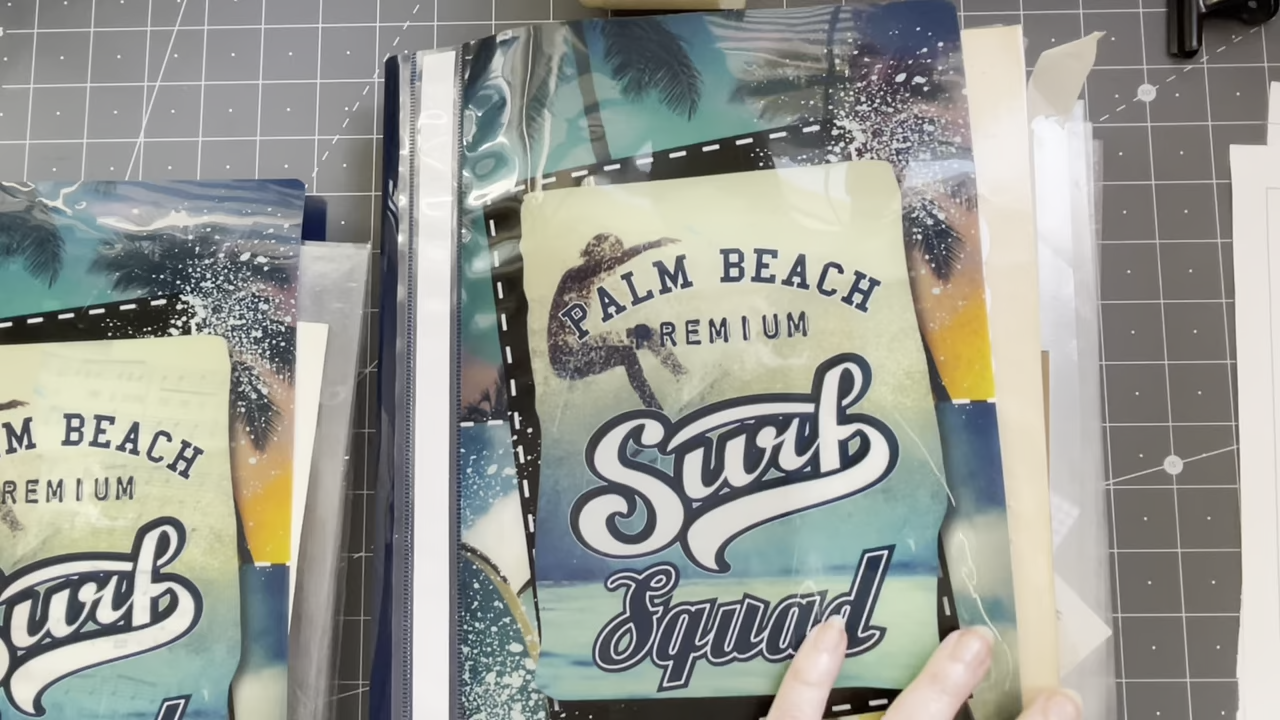 PALM BEACH
PREMIUM
Surf
Squad
M BEACH
REMIUM
urf
d